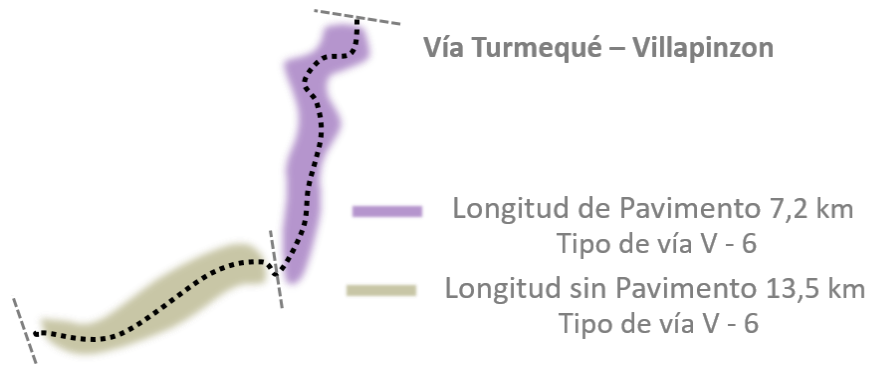 Vía Turmequé – Villapinzon
Longitud de Pavimento 7,2 km
Tipo de vía V - 6
Longitud sin Pavimento 13,5 km
Tipo de vía V - 6